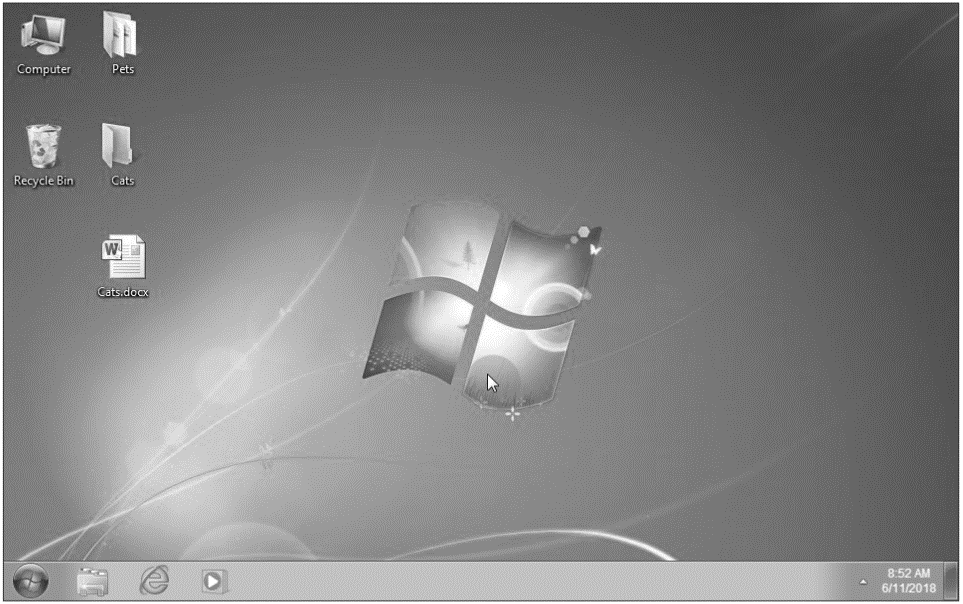 Computer
Pets
Recycle Bin
Cats
W
Cats.docx
8:52 AM
6/11/2018